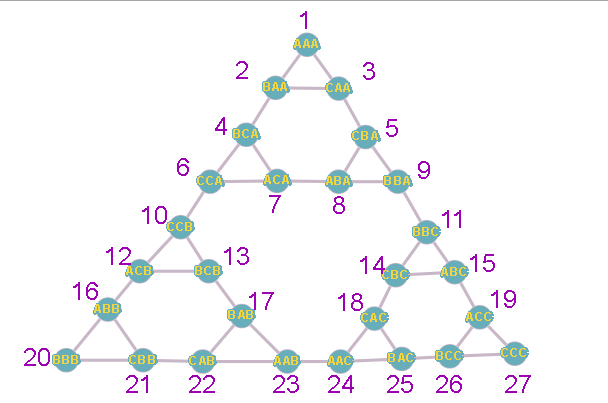 1
AAA
2 3
BAA CAA
4 5
BCA CBA
6 9
CCA ACA ABA BBA
7 8
10 11
CCB BBC
12 13 14 15
ACB BCB CBC ABC
16 17 18 19
ABB BAB CAC ACC
20 BBB CBB CAB AAB AAC BAC BCC CCC
21 22 23 24 25 26 27